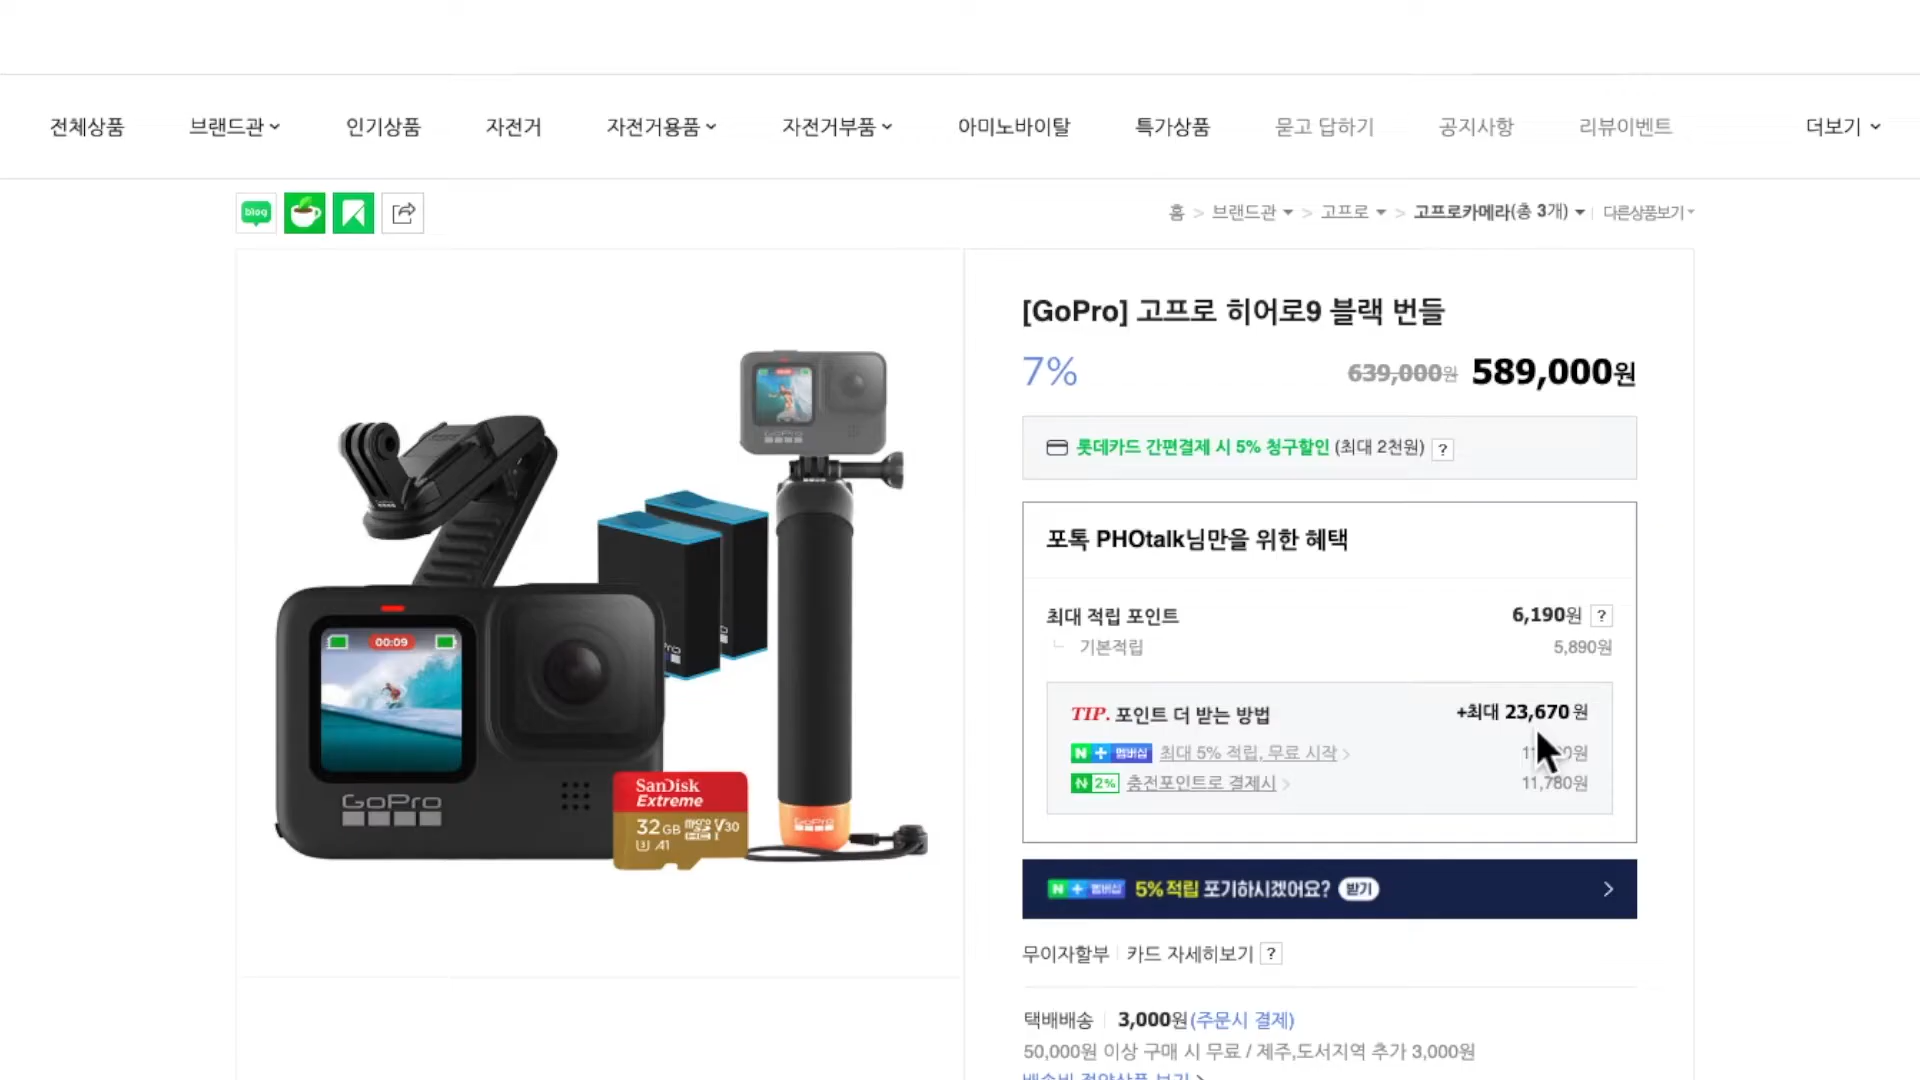 전체상품 브랜드관 인기상품 자전거 자전거용품 자전거부품 아미노바이탈 특가상품 묻고 답하기 공지사항 리뷰이벤트 더보기
blog
홈 > 브랜드관 > 고프로 > 고프로카메라(총 3개) 다른상품보기
[GoPro] 고프로 히어로9 블랙 번들
7% 639,000원 589,000원
롯데카드 간편결제 시 5% 청구할인 (최대 2천원) ?
포톡 PHOtalk님만을 위한 혜택
최대 적립 포인트 6,190원 ?
기본적립 5,890원
TIP. 포인트 더 받는 방법 +최대 23,670원
N + 멤버십 최대 5% 적립, 무료 시작 >
N 2% 충전포인트로 결제시 > 11,780원
N + 멤버십 5% 적립 포기하시겠어요? 받기 >
무이자할부 카드 자세히보기 ?
택배배송 3,000원(주문시 결제)
50,000원 이상 구매 시 무료 / 제주,도서지역 추가 3,000원
00:09
GoPro
SanDisk
Extreme
32GB micro HC I V30
U3 A1
GoPro
GoPro